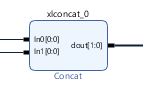 xlconcat_0
In0[0:0]
dout[1:0]
In1[0:0]
Concat